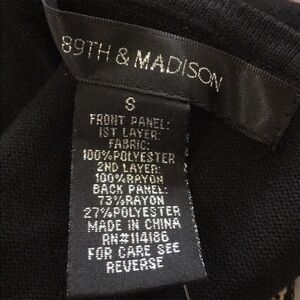 89TH & MADISON
S
FRONT PANEL:
1ST LAYER:
FABRIC:
100%POLYESTER
2ND LAYER:
100%RAYON
BACK PANEL:
73%RAYON
27%POLYESTER
MADE IN CHINA
RN#114186
FOR CARE SEE
REVERSE